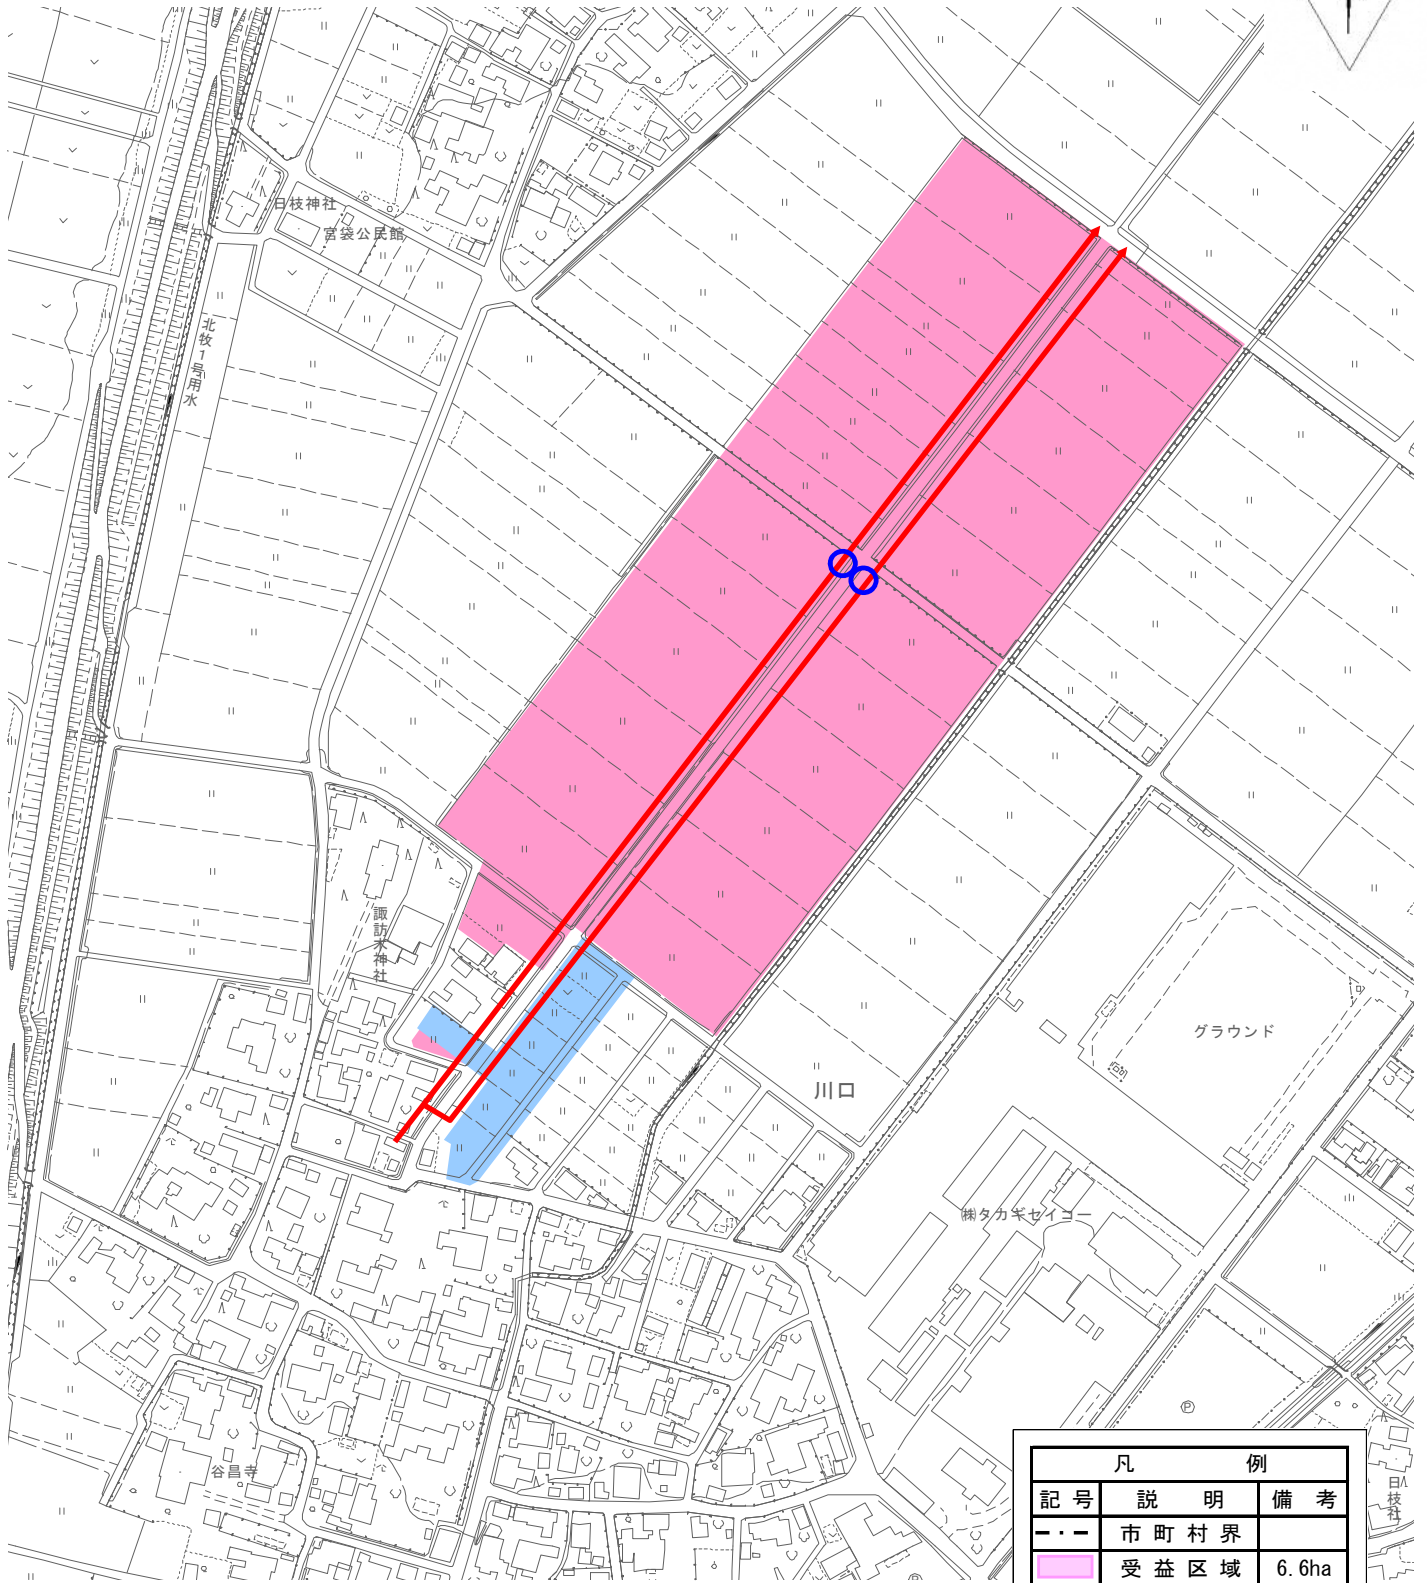 日枝神社
宮袋公民館
北牧1号用水
諏訪木神社
グラウンド
川口
㈱タカギセイコー
P
谷昌寺
日枝社
凡 例
記号 説 明 備 考
市町村界
受益区域 6.6ha